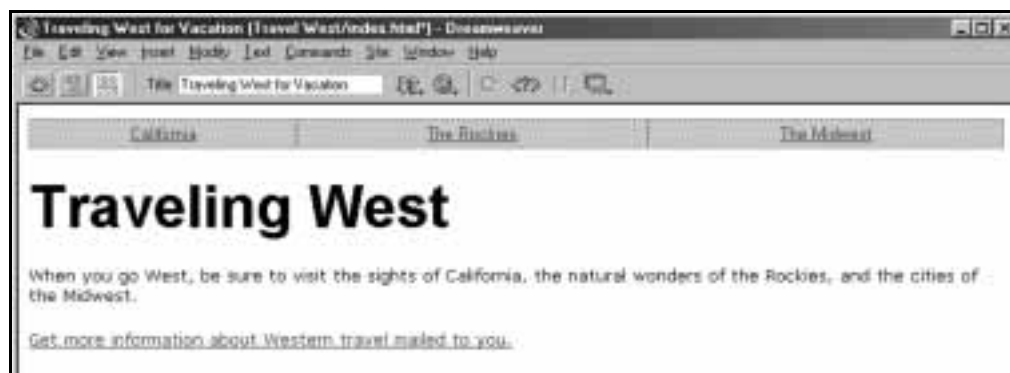 Traveling West for Vacation (Travel West/index.html*) - Dreamweaver
File Edit View Insert Modify Text Commands Site Window Help
Title Traveling West for Vacation
California The Rockies The Midwest
Traveling West
When you go West, be sure to visit the sights of California, the natural wonders of the Rockies, and the cities of
the Midwest.
Get more information about Western travel mailed to you.